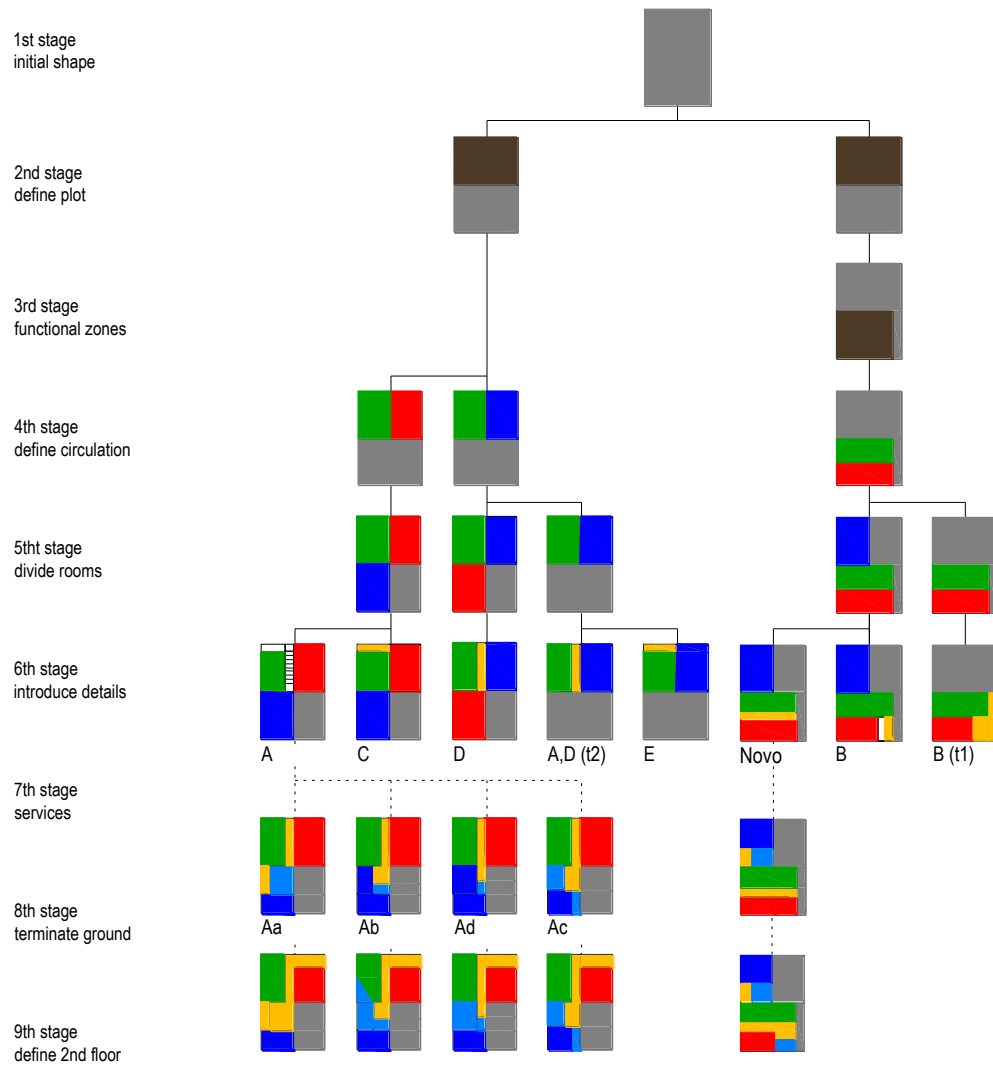 1st stage
initial shape
2nd stage
define plot
3rd stage
functional zones
4th stage
define circulation
5tht stage
divide rooms
6th stage
introduce details
A
C
D
A,D (t2)
E
Novo
B
B (t1)
7th stage
services
8th stage
terminate ground
Aa
Ab
Ad
Ac
9th stage
define 2nd floor